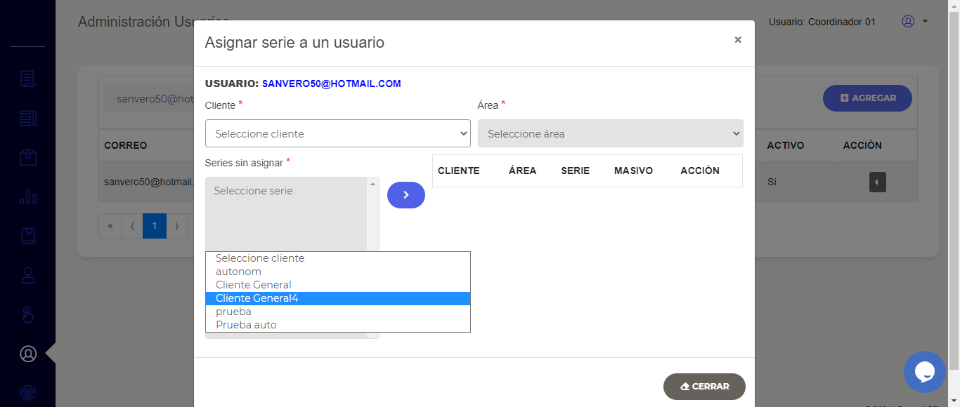 Administración
Usuario: Coordinador 01
Asignar serie a un usuario
×
USUARIO: SANVERO50@HOTMAIL.COM
Cliente *
Área *
Seleccione cliente
Seleccione área
sanvero50@hot
AGREGAR
CORREO
ACTIVO
ACCIÓN
Series sin asignar *
CLIENTE ÁREA SERIE MASIVO ACCIÓN
sanvero50@hotmail.
Si
Seleccione serie
« ⟨ 1 ⟩
Seleccione cliente
autonom
Cliente General
Cliente General4
prueba
Prueba auto
CERRAR